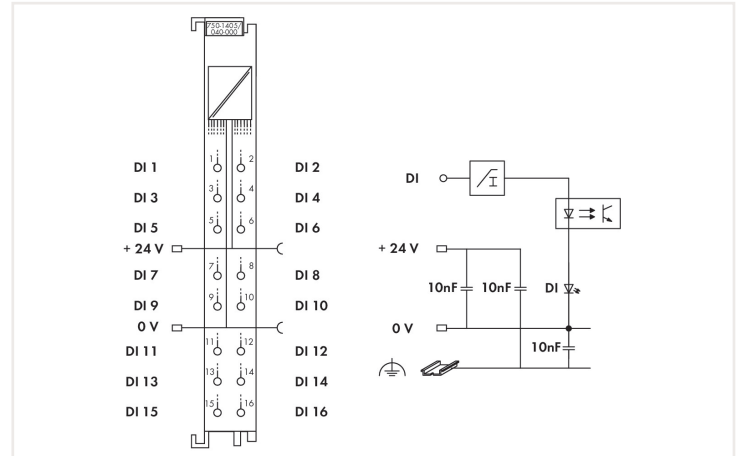 750-1405/
040-000
1 2
DI 1 DI 2
3 4
DI 3 DI 4
5 6
DI 5 DI 6
+ 24 V
7 8
DI 7 DI 8
9 10
DI 9 DI 10
0 V
11 12
DI 11 DI 12
13 14
DI 13 DI 14
15 16
DI 15 DI 16
DI
I
+ 24 V
10nF 10nF DI
0 V
10nF